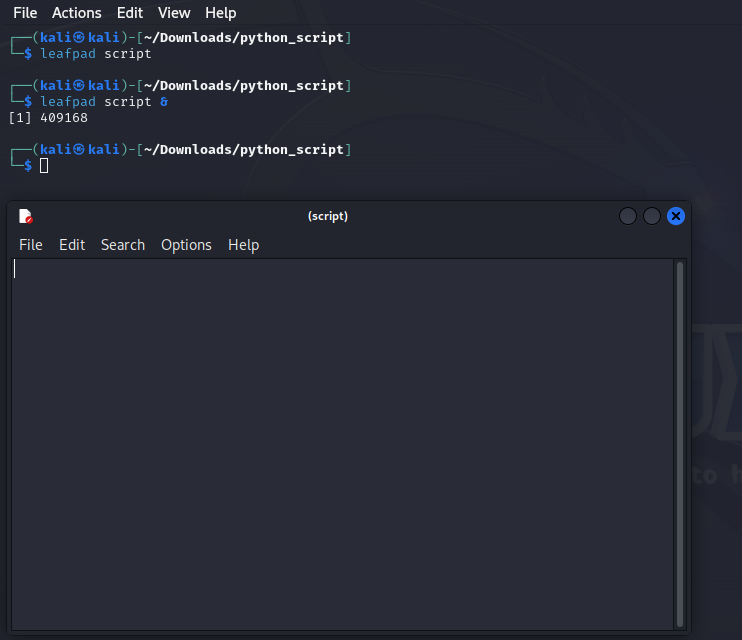 File Actions Edit View Help
┌──(kali㉿kali)-[~/Downloads/python_script]
└─$ leafpad script
┌──(kali㉿kali)-[~/Downloads/python_script]
└─$ leafpad script &
[1] 409168
┌──(kali㉿kali)-[~/Downloads/python_script]
└─$
(script)
File Edit Search Options Help
to h